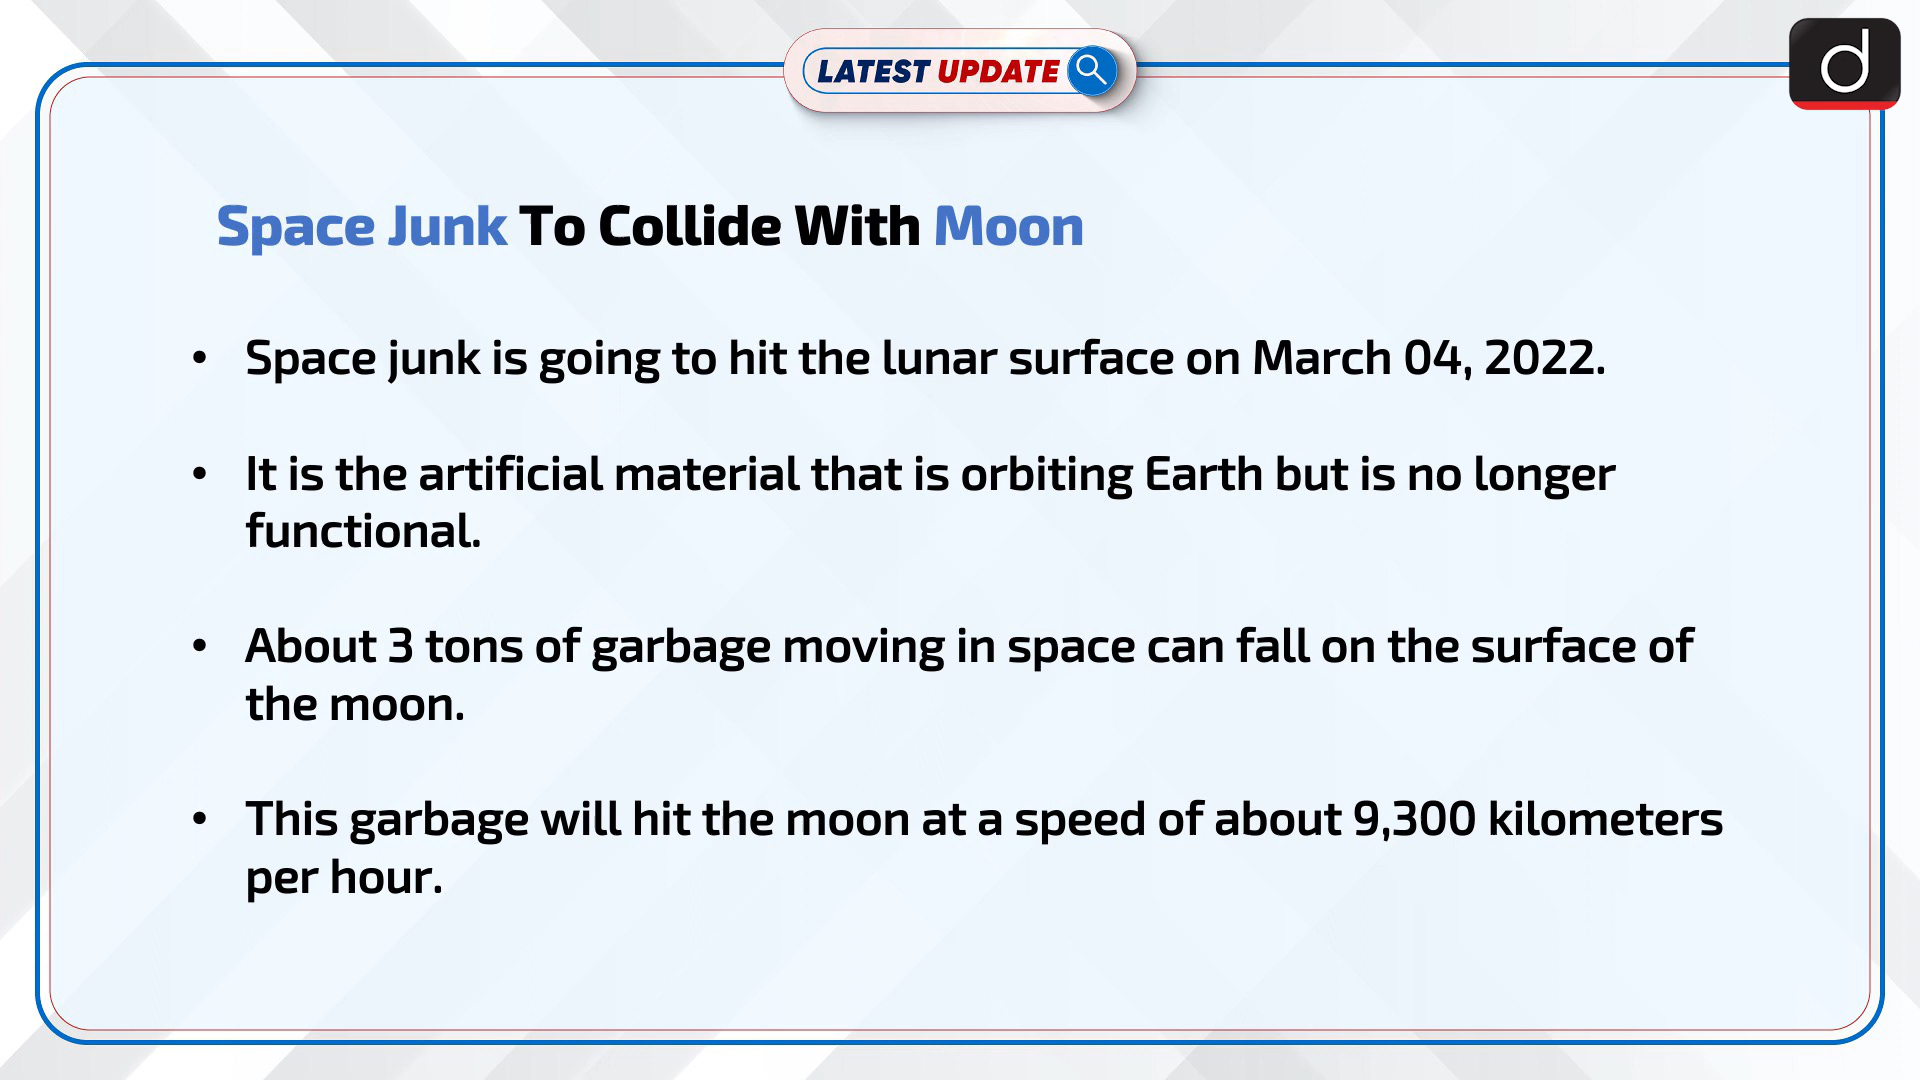 LATEST UPDATE
d
Space Junk To Collide With Moon
• Space junk is going to hit the lunar surface on March 04, 2022.
• It is the artificial material that is orbiting Earth but is no longer
functional.
• About 3 tons of garbage moving in space can fall on the surface of
the moon.
• This garbage will hit the moon at a speed of about 9,300 kilometers
per hour.